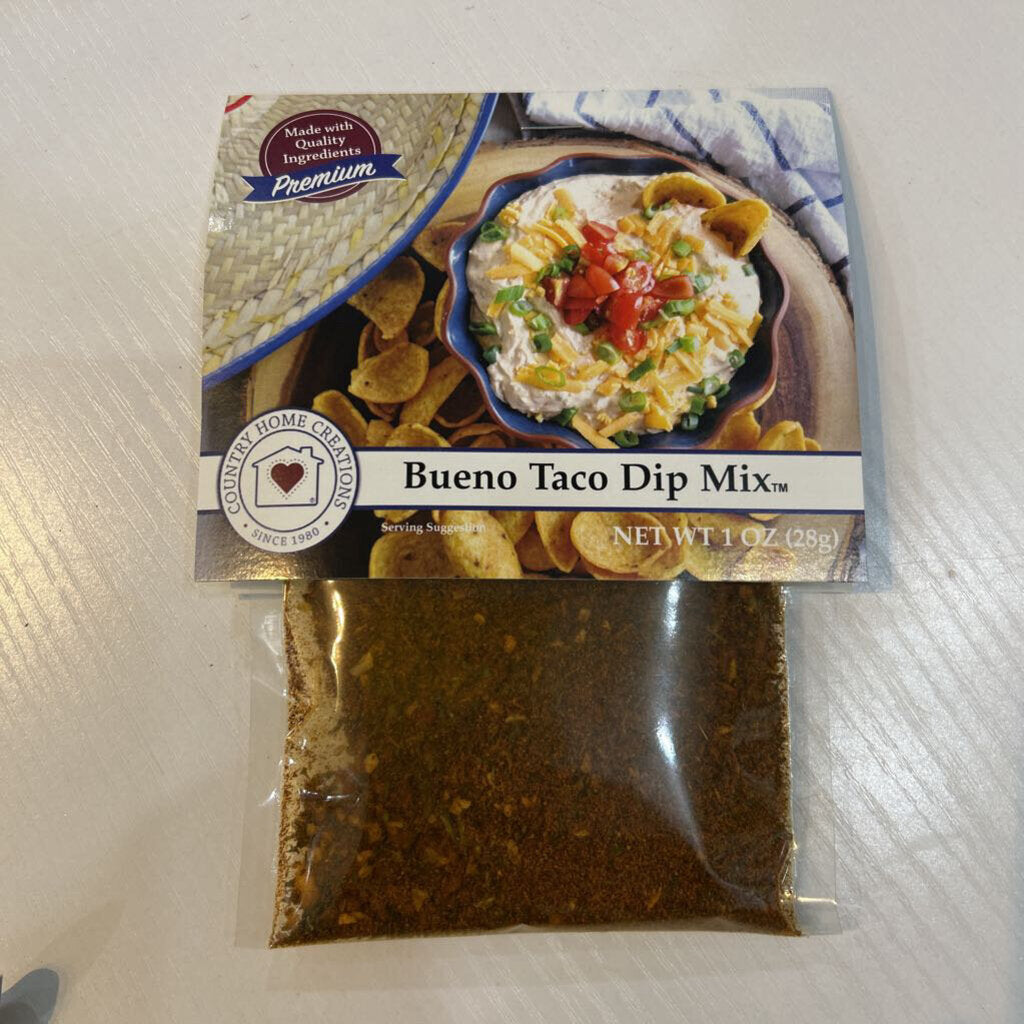 Made with
Quality
Ingredients
Premium
COUNTRY HOME CREATIONS
• SINCE 1980 •
Bueno Taco Dip Mix™
Serving Suggestion
NET WT 1 OZ (28g)